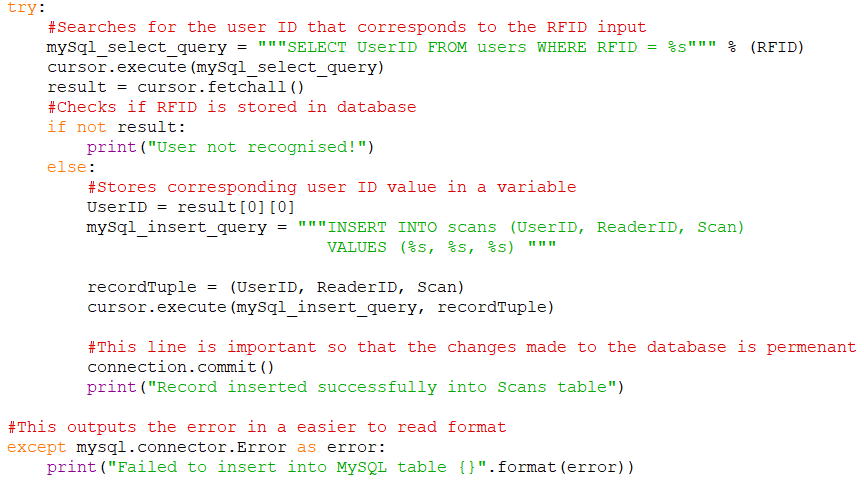 try:
    #Searches for the user ID that corresponds to the RFID input
    mySql_select_query = """SELECT UserID FROM users WHERE RFID = %s""" % (RFID)
    cursor.execute(mySql_select_query)
    result = cursor.fetchall()
    #Checks if RFID is stored in database
    if not result:
        print("User not recognised!")
    else:
        #Stores corresponding user ID value in a variable
        UserID = result[0][0]
        mySql_insert_query = """INSERT INTO scans (UserID, ReaderID, Scan)
                                VALUES (%s, %s, %s) """
        recordTuple = (UserID, ReaderID, Scan)
        cursor.execute(mySql_insert_query, recordTuple)
        #This line is important so that the changes made to the database is permenant
        connection.commit()
        print("Record inserted successfully into Scans table")
#This outputs the error in a easier to read format
except mysql.connector.Error as error:
    print("Failed to insert into MySQL table {}".format(error))